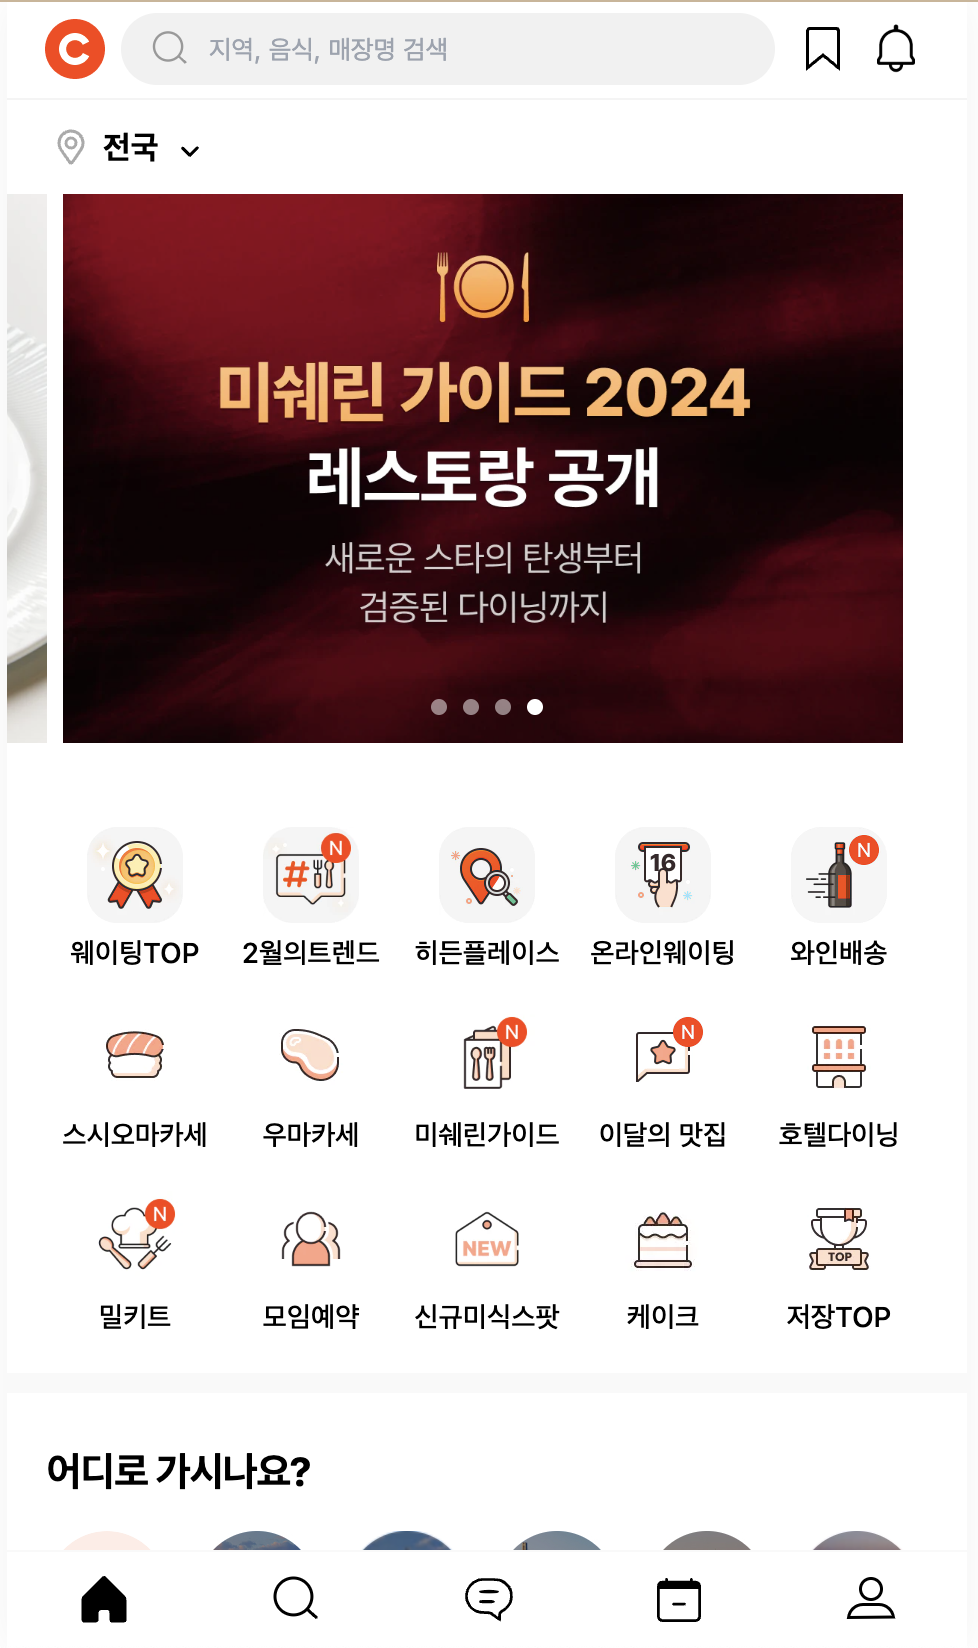 C
지역, 음식, 매장명 검색
전국
미쉐린 가이드 2024
레스토랑 공개
새로운 스타의 탄생부터
검증된 다이닝까지
N
#
16
N
웨이팅TOP
2월의트렌드
히든플레이스
온라인웨이팅
와인배송
N
N
스시오마카세
우마카세
미쉐린가이드
이달의 맛집
호텔다이닝
N
NEW
TOP
밀키트
모임예약
신규미식스팟
케이크
저장TOP
어디로 가시나요?